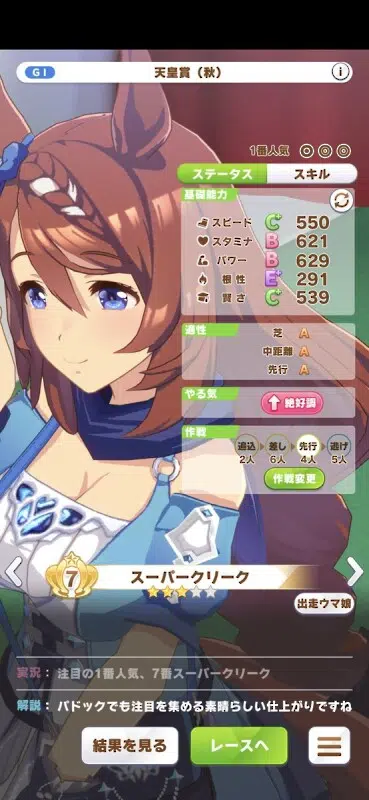 GI 天皇賞（秋） i
1番人気 ◎ ◎ ◎
ステータス スキル
基礎能力
スピード C+ 550
スタミナ B 621
パワー B 629
根性 E+ 291
賢さ C+ 539
適性
芝 A
中距離 A
先行 A
やる気
絶好調
作戦
追込 差し 先行 逃げ
2人 6人 4人 5人
作戦変更
7 スーパークリーク
出走ウマ娘
実況： 注目の1番人気、7番スーパークリーク
解説： パドックでも注目を集める素晴らしい仕上がりですね
結果を見る レースへ